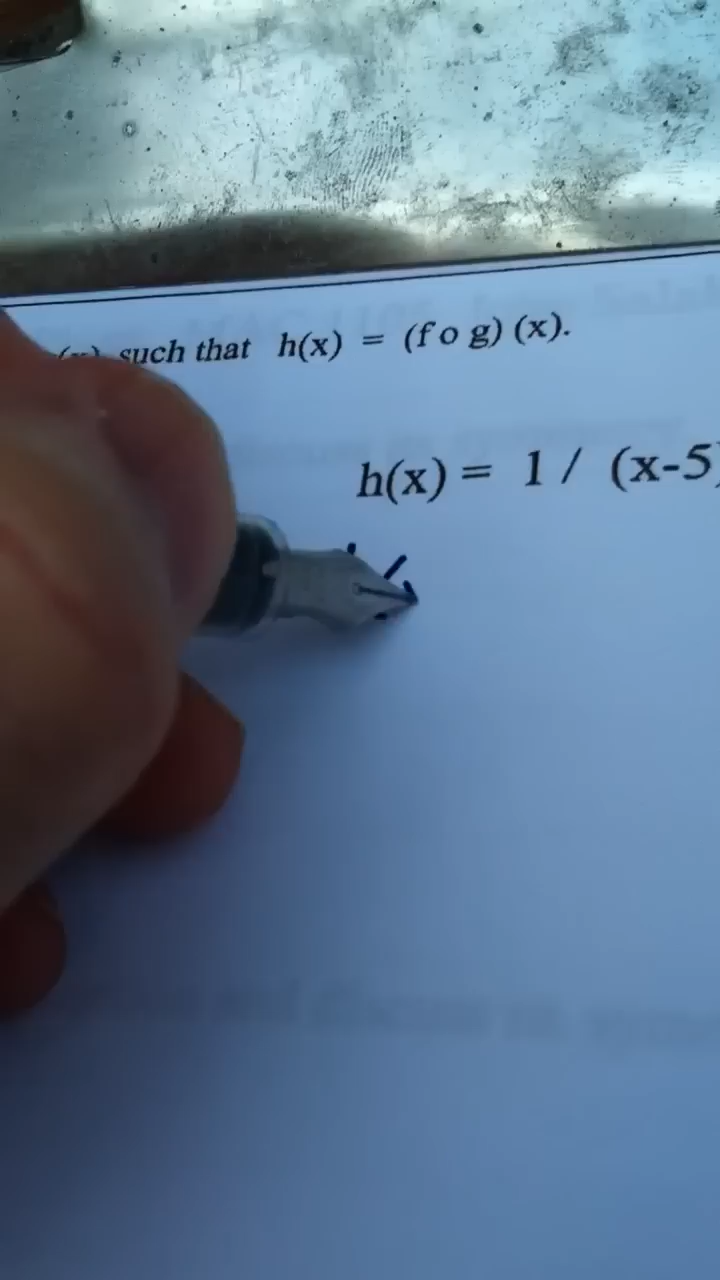 such that h(x) = (f o g) (x).
h(x) = 1 / (x-5)